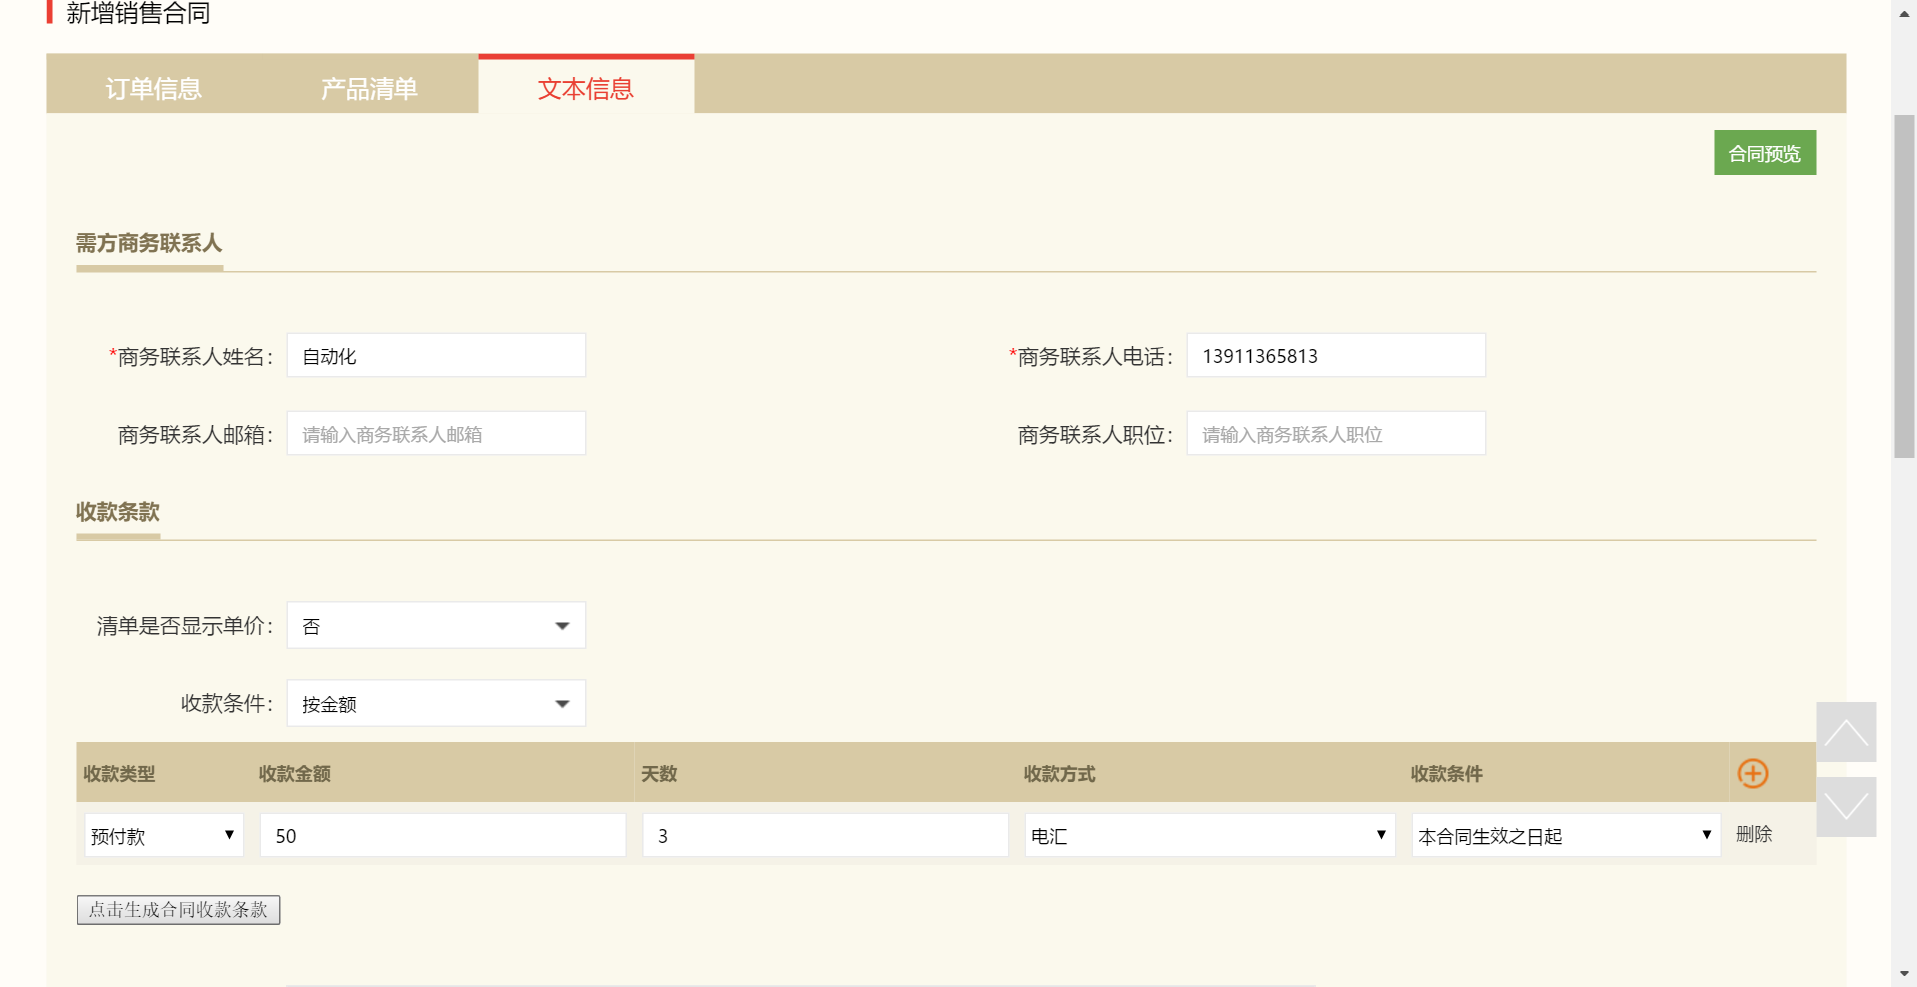 新增销售合同
订单信息 产品清单 文本信息
合同预览
需方商务联系人
*商务联系人姓名： 自动化 *商务联系人电话： 13911365813
商务联系人邮箱： 请输入商务联系人邮箱 商务联系人职位： 请输入商务联系人职位
收款条款
清单是否显示单价： 否
收款条件： 按金额
收款类型 收款金额 天数 收款方式 收款条件
预付款 50 3 电汇 本合同生效之日起 删除
点击生成合同收款条款